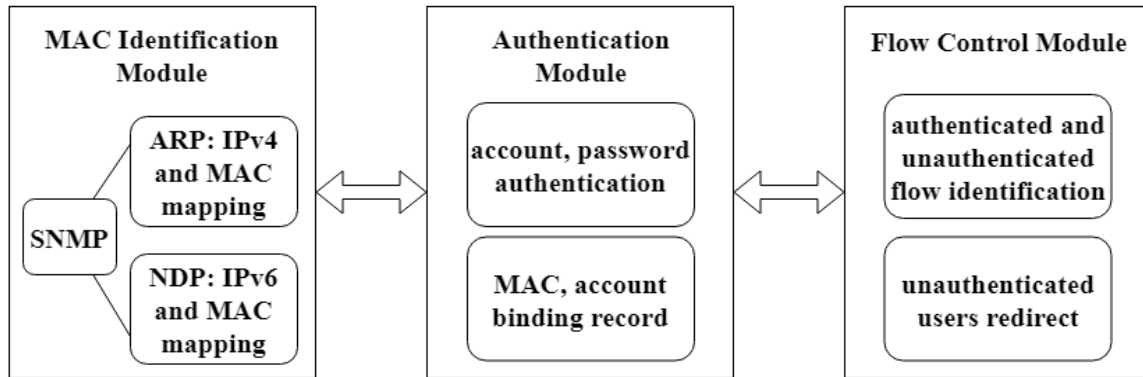 MAC Identification
Module
SNMP
ARP: IPv4
and MAC
mapping
NDP: IPv6
and MAC
mapping
Authentication
Module
account, password
authentication
MAC, account
binding record
Flow Control Module
authenticated and
unauthenticated
flow identification
unauthenticated
users redirect